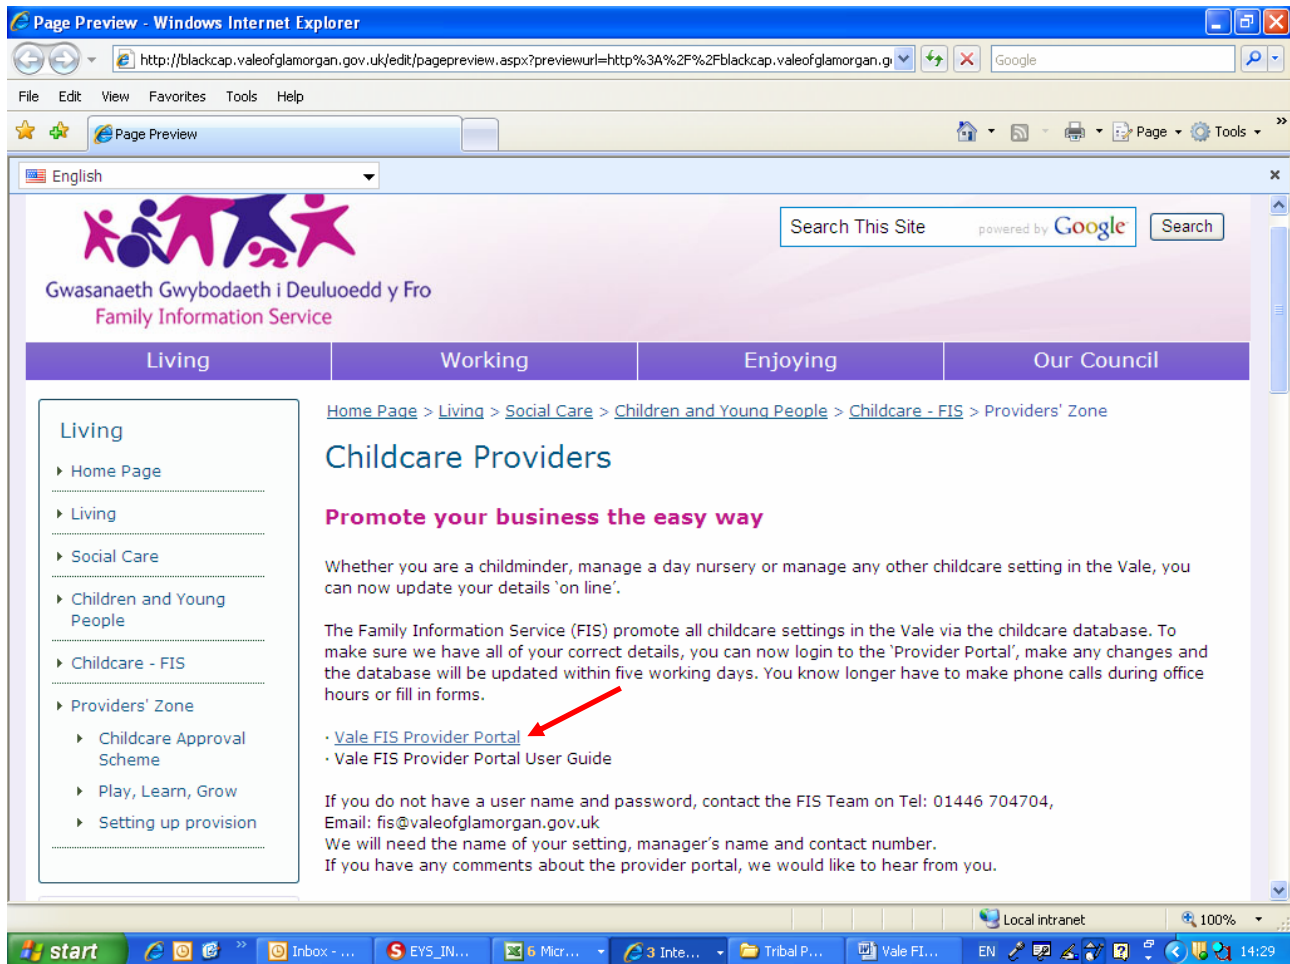 Page Preview - Windows Internet Explorer
http://blackcap.valeofglamorgan.gov.uk/edit/pagepreview.aspx?previewurl=http%3A%2F%2Fblackcap.valeofglamorgan.g
Google
File Edit View Favorites Tools Help
Page Preview
Page Tools »
English
Search This Site powered by Google Search
Gwasanaeth Gwybodaeth i Deuluoedd y Fro
Family Information Service
Living Working Enjoying Our Council
Home Page > Living > Social Care > Children and Young People > Childcare - FIS > Providers' Zone
Living
Home Page
Living
Social Care
Children and Young
People
Childcare - FIS
Providers' Zone
Childcare Approval
Scheme
Play, Learn, Grow
Setting up provision
Childcare Providers
Promote your business the easy way
Whether you are a childminder, manage a day nursery or manage any other childcare setting in the Vale, you
can now update your details `on line´.
The Family Information Service (FIS) promote all childcare settings in the Vale via the childcare database. To
make sure we have all of your correct details, you can now login to the `Provider Portal´, make any changes and
the database will be updated within five working days. You know longer have to make phone calls during office
hours or fill in forms.
· Vale FIS Provider Portal
· Vale FIS Provider Portal User Guide
If you do not have a user name and password, contact the FIS Team on Tel: 01446 704704,
Email: fis@valeofglamorgan.gov.uk
We will need the name of your setting, manager's name and contact number.
If you have any comments about the provider portal, we would like to hear from you.
Local intranet 100%
start » Inbox - ... EYS_IN... 6 Micr... 3 Inte... Tribal P... Vale FI... EN 14:29